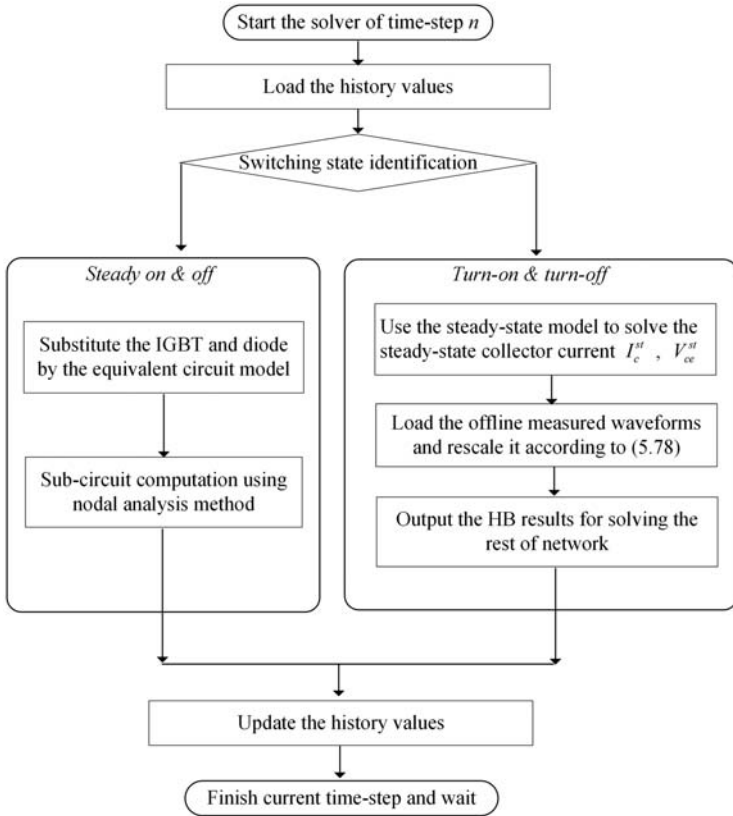 Start the solver of time-step n
Load the history values
Switching state identification
Steady on & off
Substitute the IGBT and diode
by the equivalent circuit model
Sub-circuit computation using
nodal analysis method
Turn-on & turn-off
Use the steady-state model to solve the
steady-state collector current I_c^{st} , V_{ce}^{st}
Load the offline measured waveforms
and rescale it according to (5.78)
Output the HB results for solving the
rest of network
Update the history values
Finish current time-step and wait